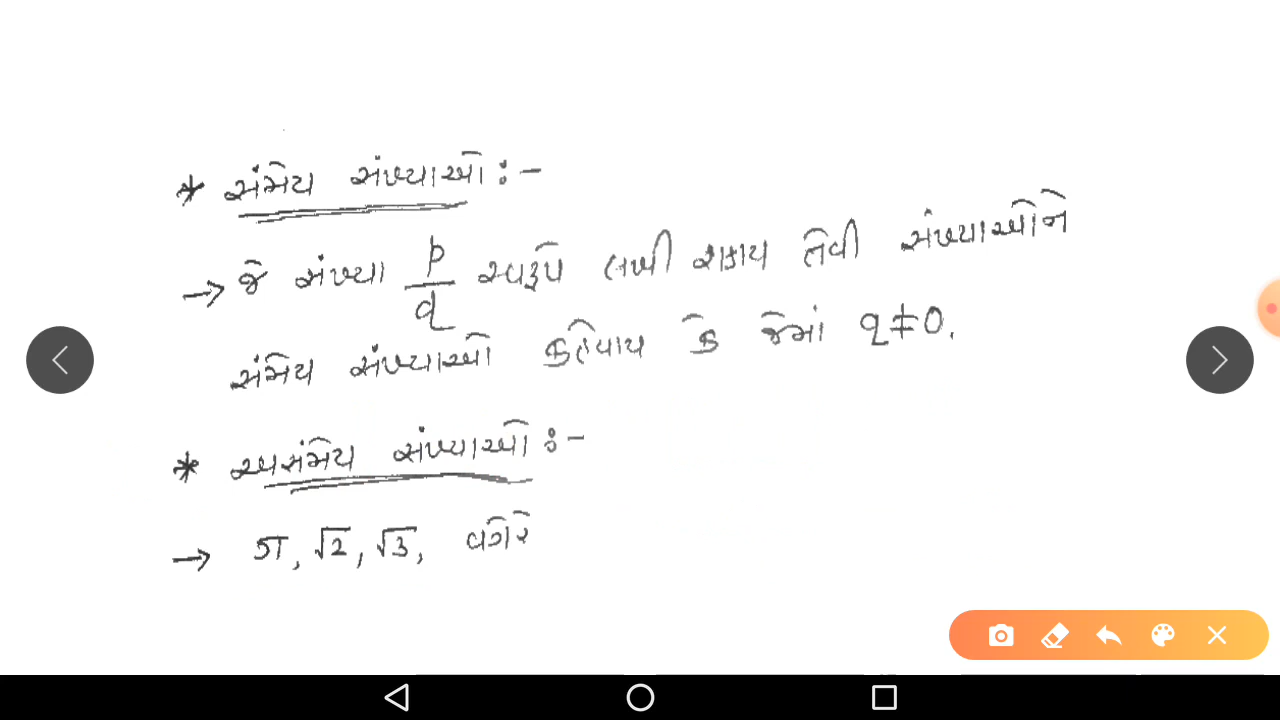 * સંમેય સંખ્યાઓ :-
→ જે સંખ્યા p/q સ્વરૂપે લખી શકાય તેવી સંખ્યાઓને
સંમેય સંખ્યાઓ કહેવાય કે જેમાં q≠0.
* અસંમેય સંખ્યાઓ :-
→ π, √2, √3, વગેરે